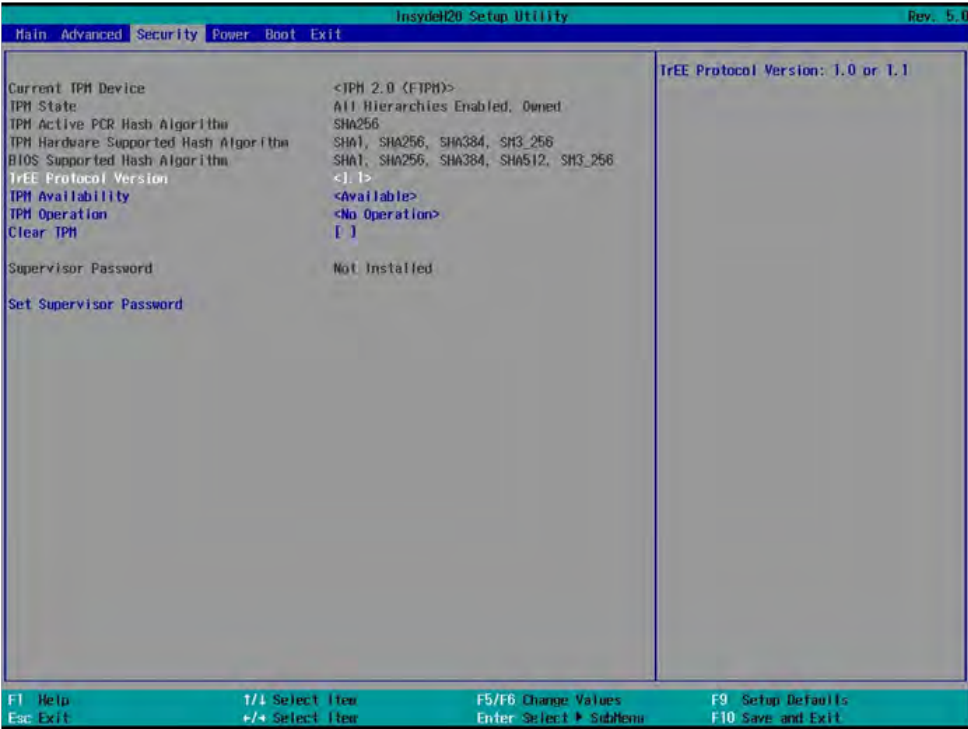 InsydeH20 Setup Utility Rev. 5.0
Main Advanced Security Power Boot Exit
TrEE Protocol Version: 1.0 or 1.1
Current TPM Device <TPM 2.0 (FTPM)>
TPM State All Hierarchies Enabled, Owned
TPM Active PCR Hash Algorithm SHA256
TPM Hardware Supported Hash Algorithm SHA1, SHA256, SHA384, SM3_256
BIOS Supported Hash Algorithm SHA1, SHA256, SHA384, SHA512, SM3_256
TrEE Protocol Version <1.1>
TPM Availability <Available>
TPM Operation <No Operation>
Clear TPM [ ]
Supervisor Password Not Installed
Set Supervisor Password
F1 Help ↑/↓ Select Item F5/F6 Change Values F9 Setup Defaults
Esc Exit ←/→ Select Item Enter Select ▶ SubMenu F10 Save and Exit